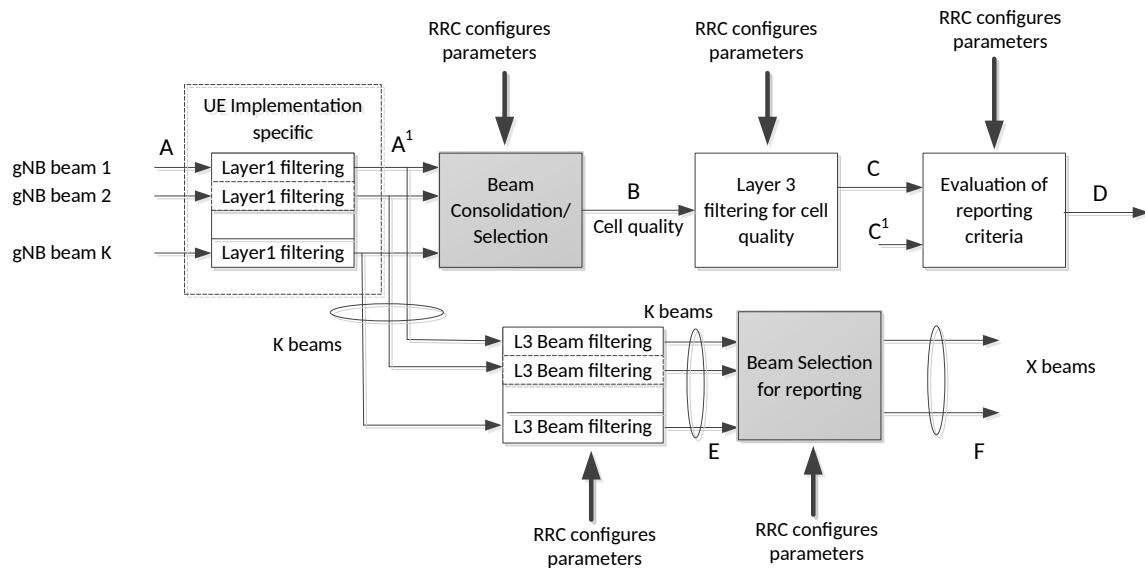 RRC configures
parameters
RRC configures
parameters
RRC configures
parameters
UE Implementation
specific
A
A¹
gNB beam 1
Layer1 filtering
gNB beam 2
Layer1 filtering
gNB beam K
Layer1 filtering
Beam
Consolidation/
Selection
B
Cell quality
Layer 3
filtering for cell
quality
C
C¹
Evaluation of
reporting
criteria
D
K beams
L3 Beam filtering
L3 Beam filtering
L3 Beam filtering
K beams
E
Beam Selection
for reporting
X beams
F
RRC configures
parameters
RRC configures
parameters